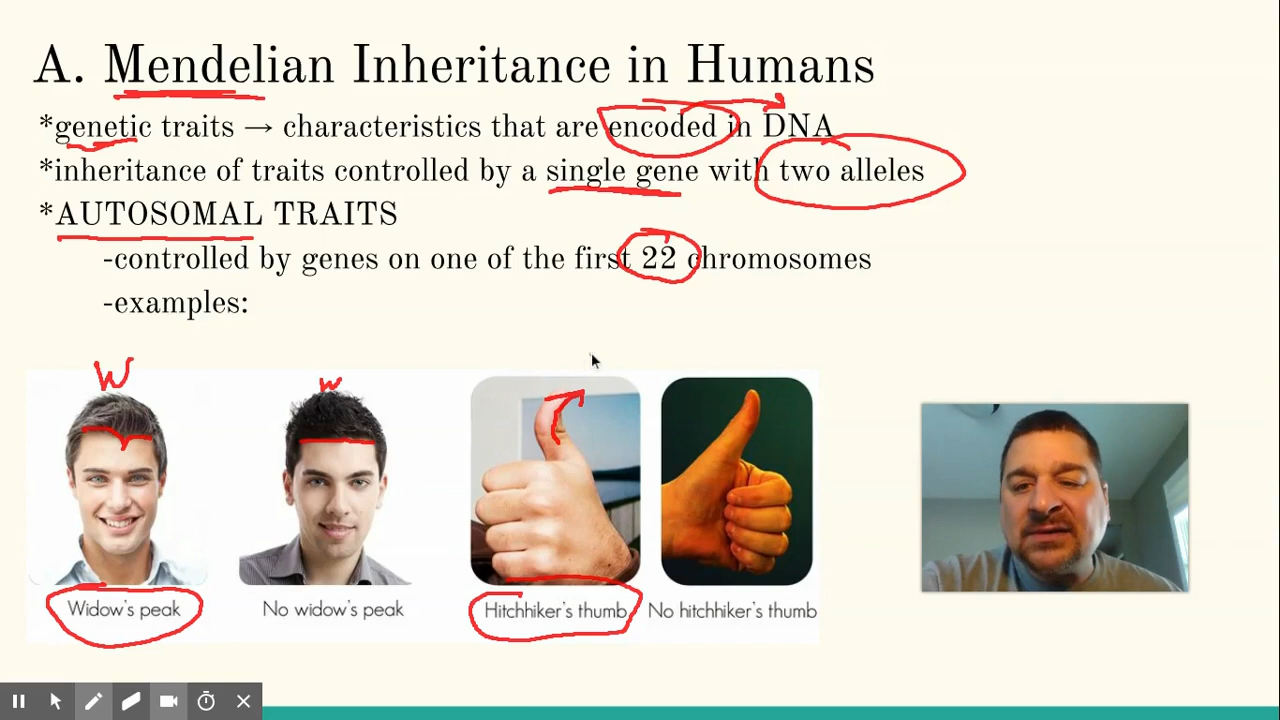 A. Mendelian Inheritance in Humans
*genetic traits → characteristics that are encoded in DNA
*inheritance of traits controlled by a single gene with two alleles
*AUTOSOMAL TRAITS
-controlled by genes on one of the first 22 chromosomes
-examples:
W w
Widow's peak No widow's peak Hitchhiker's thumb No hitchhiker's thumb